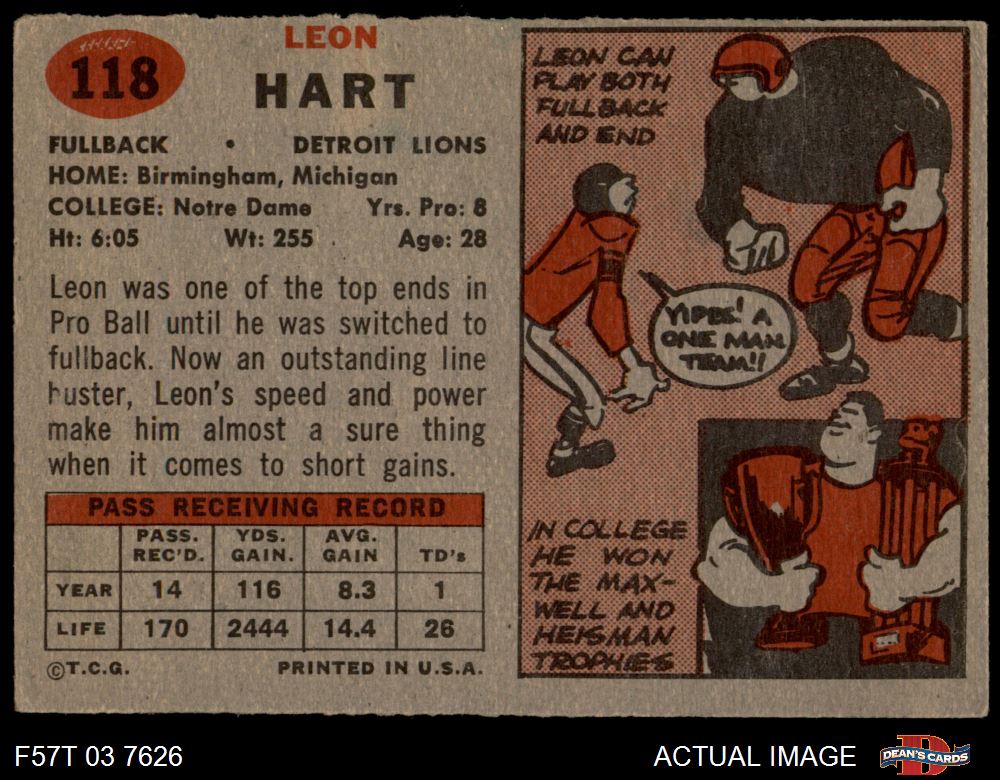 118
LEON
HART
FULLBACK • DETROIT LIONS
HOME: Birmingham, Michigan
COLLEGE: Notre Dame Yrs. Pro: 8
Ht: 6:05 Wt: 255 Age: 28
Leon was one of the top ends in
Pro Ball until he was switched to
fullback. Now an outstanding line
buster, Leon's speed and power
make him almost a sure thing
when it comes to short gains.
PASS RECEIVING RECORD
PASS. REC'D. YDS. GAIN. AVG. GAIN TD's
YEAR 14 116 8.3 1
LIFE 170 2444 14.4 26
©T.C.G. PRINTED IN U.S.A.
LEON CAN
PLAY BOTH
FULLBACK
AND END
YIPES! A
ONE MAN
TEAM!!
IN COLLEGE
HE WON
THE MAX-
WELL AND
HEISMAN
TROPHIES
F57T 03 7626
ACTUAL IMAGE
DEAN'S CARDS